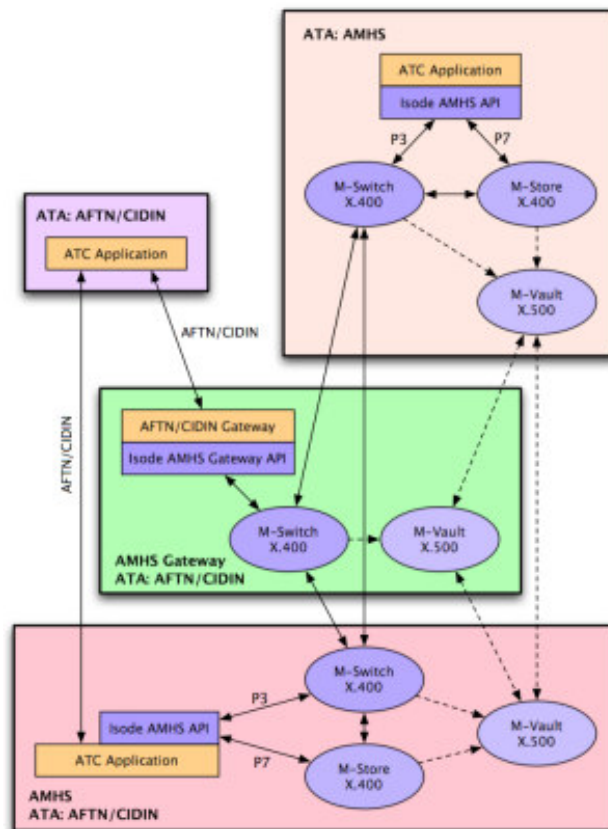 ATA: AMHS
ATC Application
Isode AMHS API
P3
P7
M-Switch
X.400
M-Store
X.400
M-Vault
X.500
ATA: AFTN/CIDIN
ATC Application
AFTN/CIDIN
AFTN/CIDIN
AFTN/CIDIN Gateway
Isode AMHS Gateway API
M-Switch
X.400
M-Vault
X.500
AMHS Gateway
ATA: AFTN/CIDIN
M-Switch
X.400
P3
Isode AMHS API
M-Vault
X.500
ATC Application
P7
M-Store
X.400
AMHS
ATA: AFTN/CIDIN